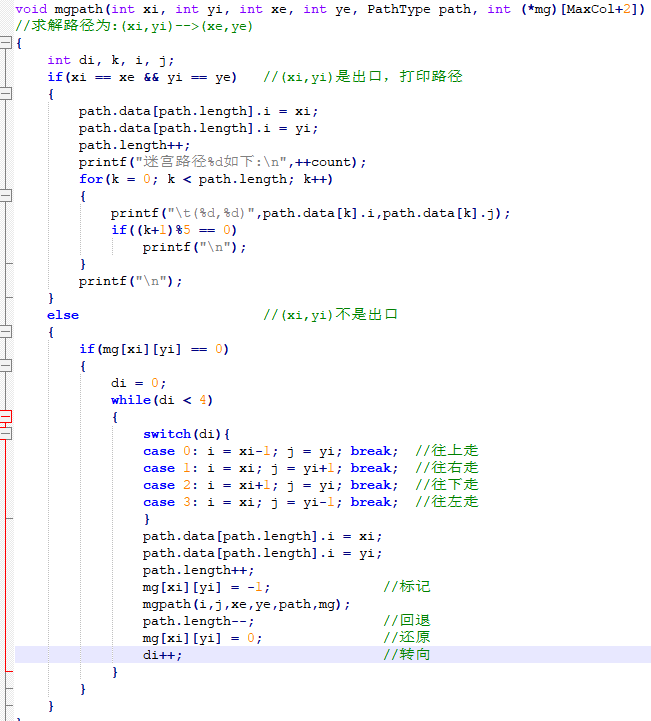 void mgpath(int xi, int yi, int xe, int ye, PathType path, int (*mg)[MaxCol+2])
//求解路径为:(xi,yi)-->(xe,ye)
{
    int di, k, i, j;
    if(xi == xe && yi == ye)   //(xi,yi)是出口，打印路径
    {
        path.data[path.length].i = xi;
        path.data[path.length].i = yi;
        path.length++;
        printf("迷宫路径%d如下:\n",++count);
        for(k = 0; k < path.length; k++)
        {
            printf("\t(%d,%d)",path.data[k].i,path.data[k].j);
            if((k+1)%5 == 0)
                printf("\n");
        }
        printf("\n");
    }
    else                       //(xi,yi)不是出口
    {
        if(mg[xi][yi] == 0)
        {
            di = 0;
            while(di < 4)
            {
                switch(di){
                case 0: i = xi-1; j = yi; break;  //往上走
                case 1: i = xi; j = yi+1; break;  //往右走
                case 2: i = xi+1; j = yi; break;  //往下走
                case 3: i = xi; j = yi-1; break;  //往左走
                }
                path.data[path.length].i = xi;
                path.data[path.length].i = yi;
                path.length++;
                mg[xi][yi] = -1;              //标记
                mgpath(i,j,xe,ye,path,mg);
                path.length--;                //回退
                mg[xi][yi] = 0;               //还原
                di++;                         //转向
            }
        }
    }